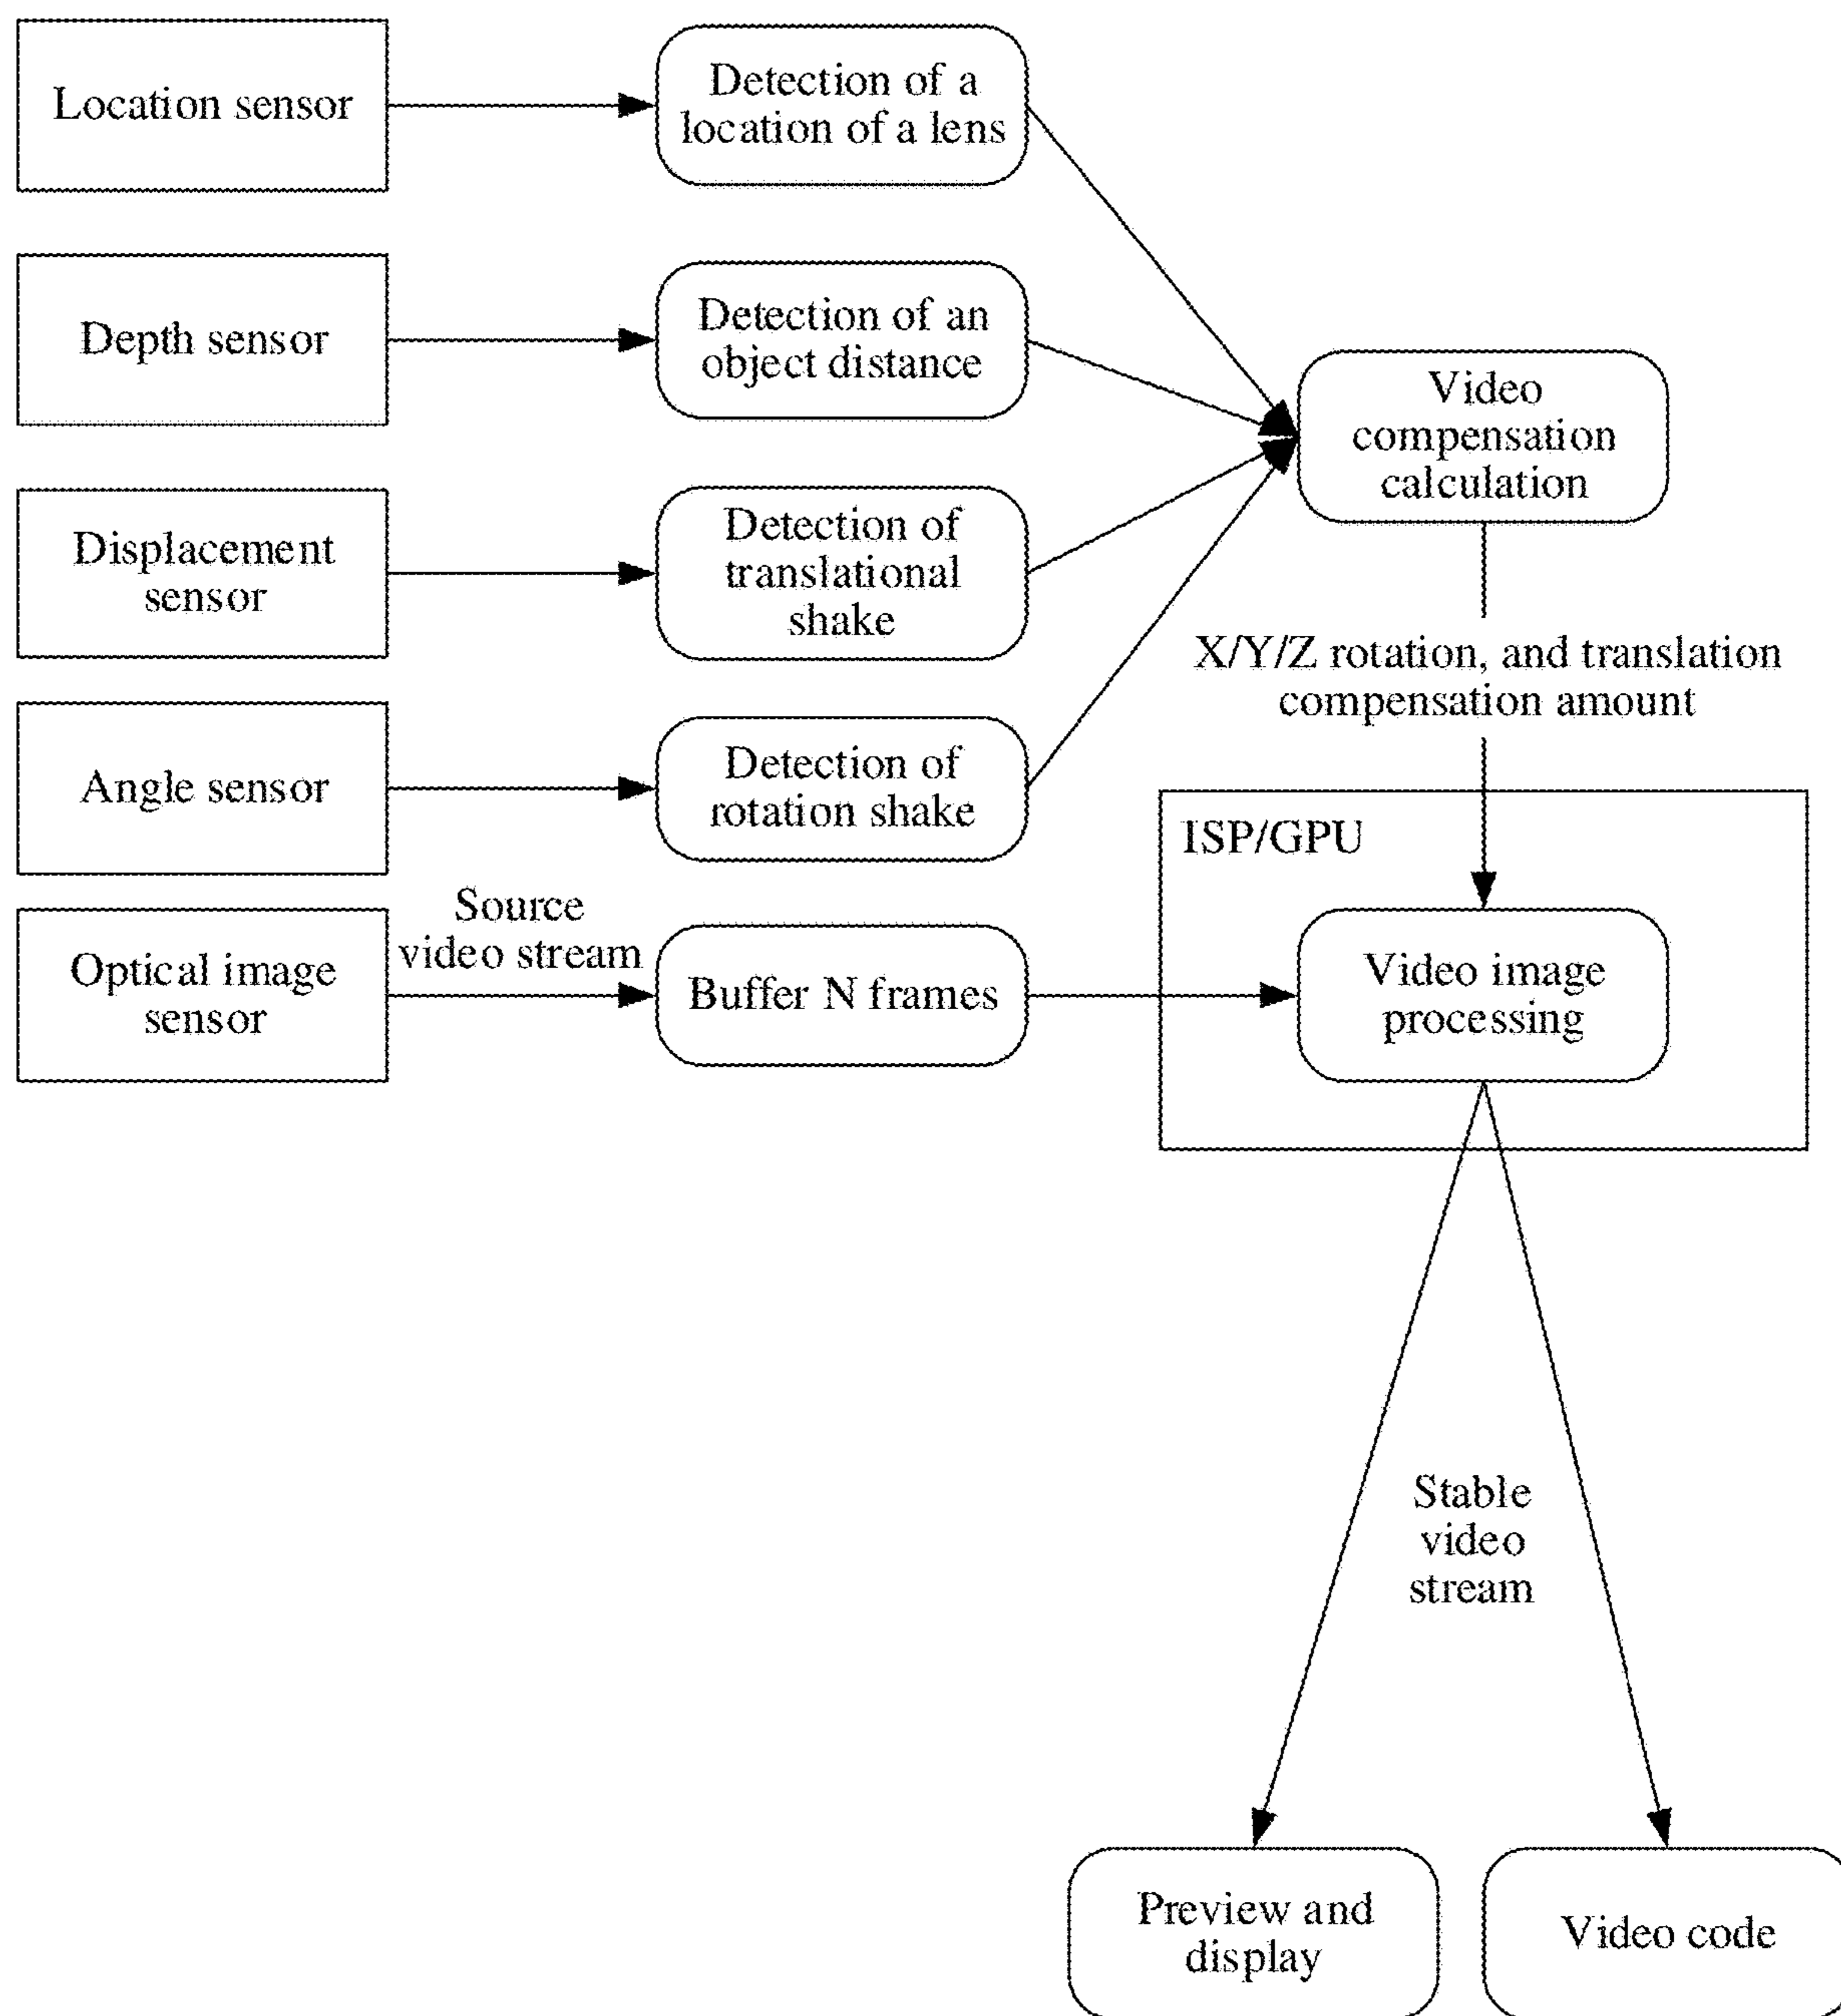 Location sensor
Detection of a
location of a lens
Depth sensor
Detection of an
object distance
Video
compensation
calculation
Displacement
sensor
Detection of
translational
shake
X/Y/Z rotation, and translation
compensation amount
Angle sensor
Detection of
rotation shake
ISP/GPU
Source
video stream
Optical image
sensor
Buffer N frames
Video image
processing
Stable
video
stream
Preview and
display
Video code